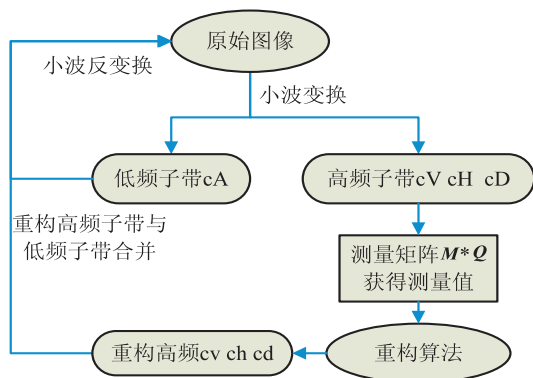 原始图像
小波反变换
小波变换
低频子带cA
高频子带cV cH cD
重构高频子带与
低频子带合并
测量矩阵M*Q
获得测量值
重构高频cv ch cd
重构算法